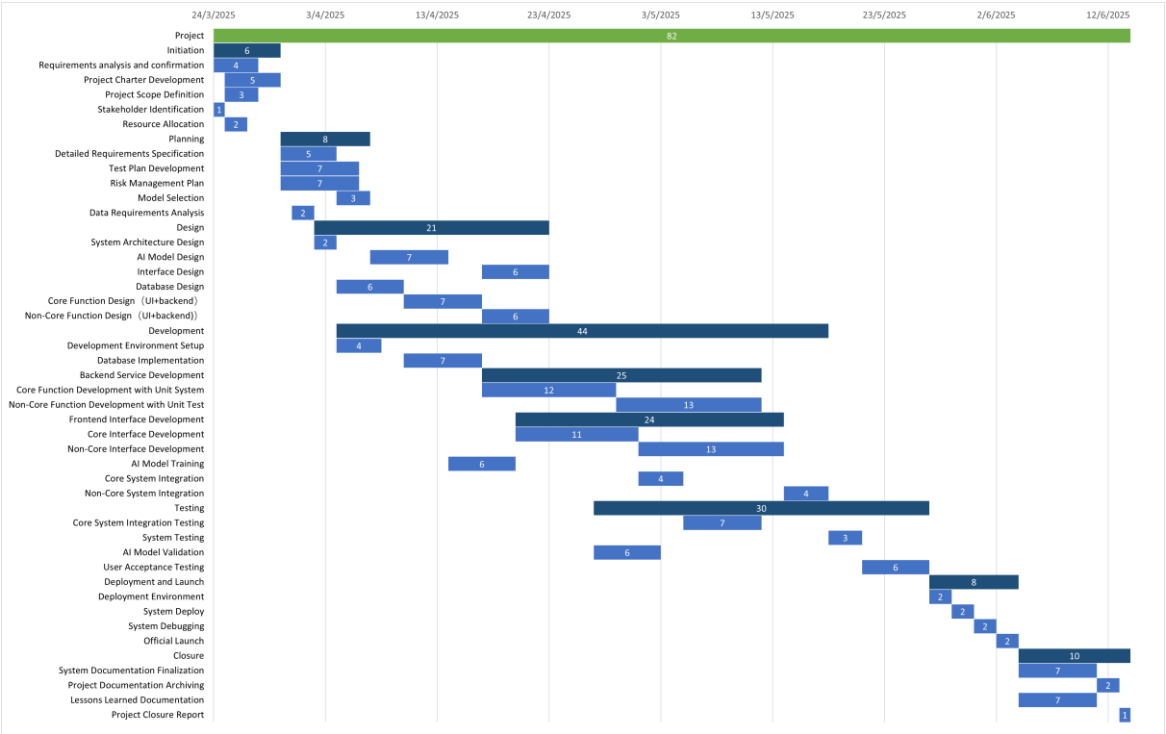 24/3/2025 3/4/2025 13/4/2025 23/4/2025 3/5/2025 13/5/2025 23/5/2025 2/6/2025 12/6/2025
Project 82
Initiation 6
Requirements analysis and confirmation 4
Project Charter Development 5
Project Scope Definition 3
Stakeholder Identification 1
Resource Allocation 2
Planning 8
Detailed Requirements Specification 5
Test Plan Development 7
Risk Management Plan 7
Model Selection 3
Data Requirements Analysis 2
Design 21
System Architecture Design 2
AI Model Design 7
Interface Design 6
Database Design 6
Core Function Design（UI+backend） 7
Non-Core Function Design（UI+backend)） 6
Development 44
Development Environment Setup 4
Database Implementation 7
Backend Service Development 25
Core Function Development with Unit System 12
Non-Core Function Development with Unit Test 13
Frontend Interface Development 24
Core Interface Development 11
Non-Core Interface Development 13
AI Model Training 6
Core System Integration 4
Non-Core System Integration 4
Testing 30
Core System Integration Testing 7
System Testing 3
AI Model Validation 6
User Acceptance Testing 6
Deployment and Launch 8
Deployment Environment 2
System Deploy 2
System Debugging 2
Official Launch 2
Closure 10
System Documentation Finalization 7
Project Documentation Archiving 2
Lessons Learned Documentation 7
Project Closure Report 1